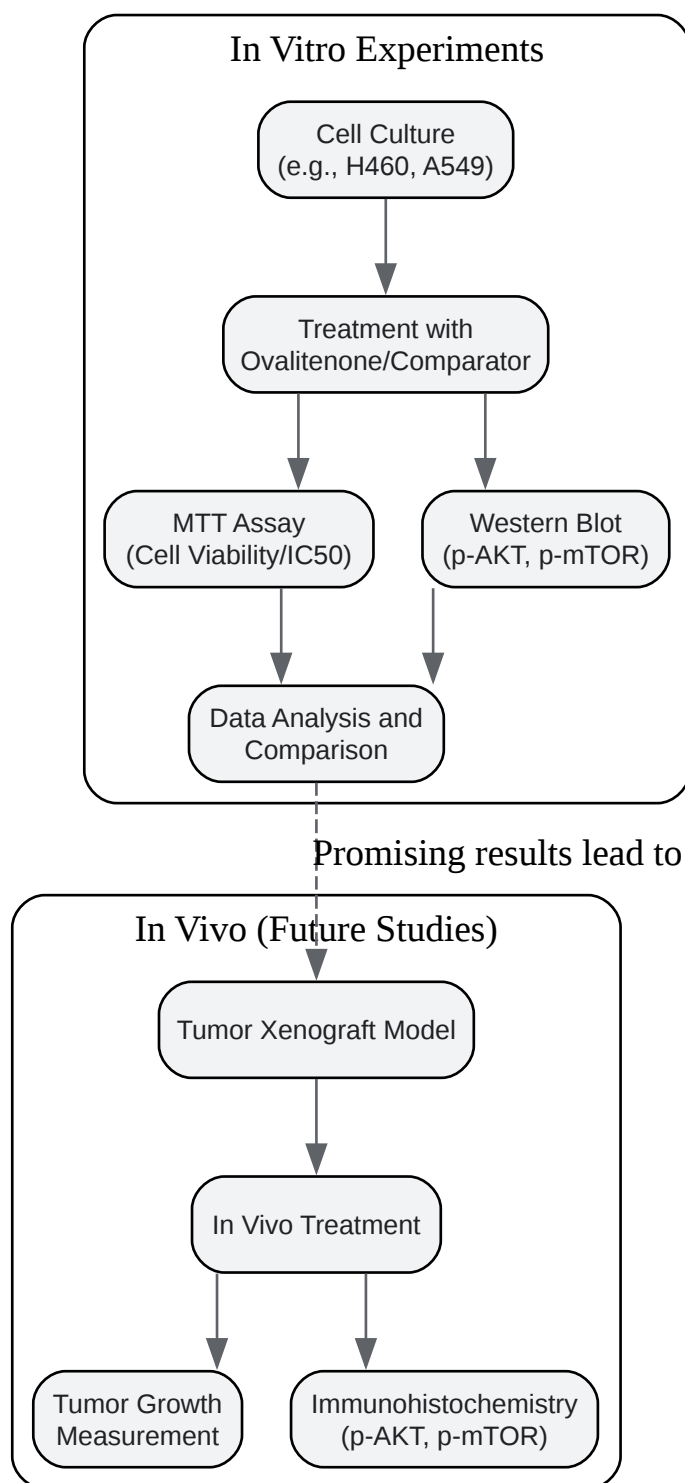 In Vitro Experiments
Cell Culture
(e.g., H460, A549)
Treatment with
Ovalitenone/Comparator
MTT Assay
(Cell Viability/IC50)
Western Blot
(p-AKT, p-mTOR)
Data Analysis and
Comparison
Promising results lead to
In Vivo (Future Studies)
Tumor Xenograft Model
In Vivo Treatment
Tumor Growth
Measurement
Immunohistochemistry
(p-AKT, p-mTOR)